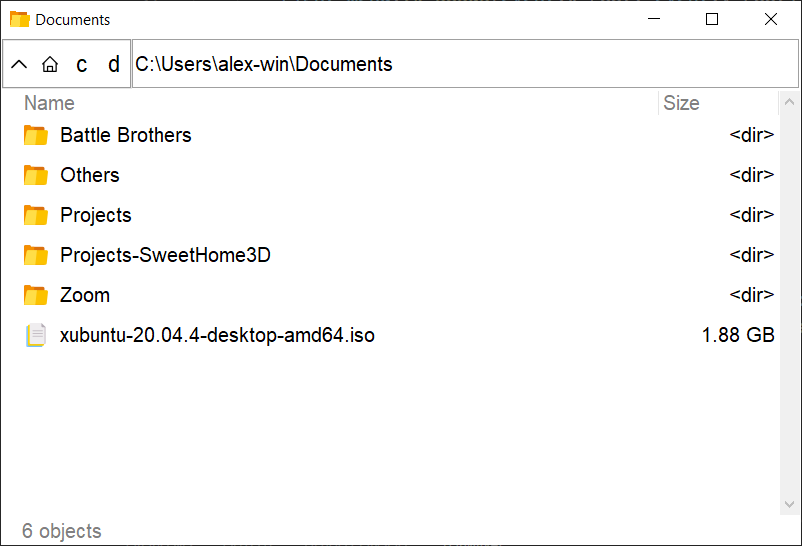 Documents
c d C:\Users\alex-win\Documents
Name Size
Battle Brothers <dir>
Others <dir>
Projects <dir>
Projects-SweetHome3D <dir>
Zoom <dir>
xubuntu-20.04.4-desktop-amd64.iso 1.88 GB
6 objects